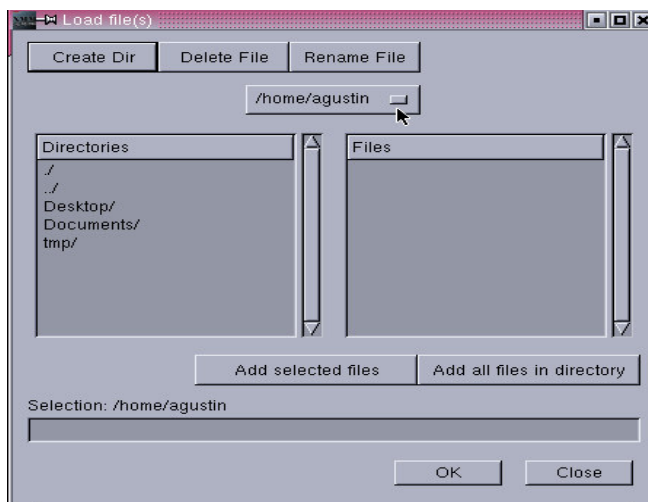 Load file(s)
Create Dir Delete File Rename File
/home/agustin
Directories
./
../
Desktop/
Documents/
tmp/
Files
Add selected files Add all files in directory
Selection: /home/agustin
OK Close